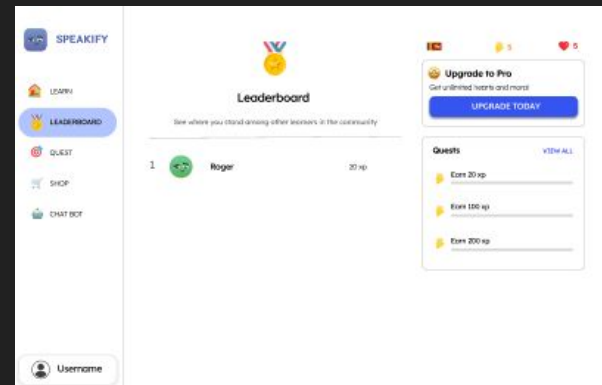 SPEAKIFY
LEARN
LEADERBOARD
QUEST
SHOP
CHAT BOT
Username
Leaderboard
See where you stand among other learners in the community
1 Roger 20 xp
5
5
Upgrade to Pro
Get unlimited hearts and more!
UPGRADE TODAY
Quests VIEW ALL
Earn 20 xp
Earn 100 xp
Earn 200 xp